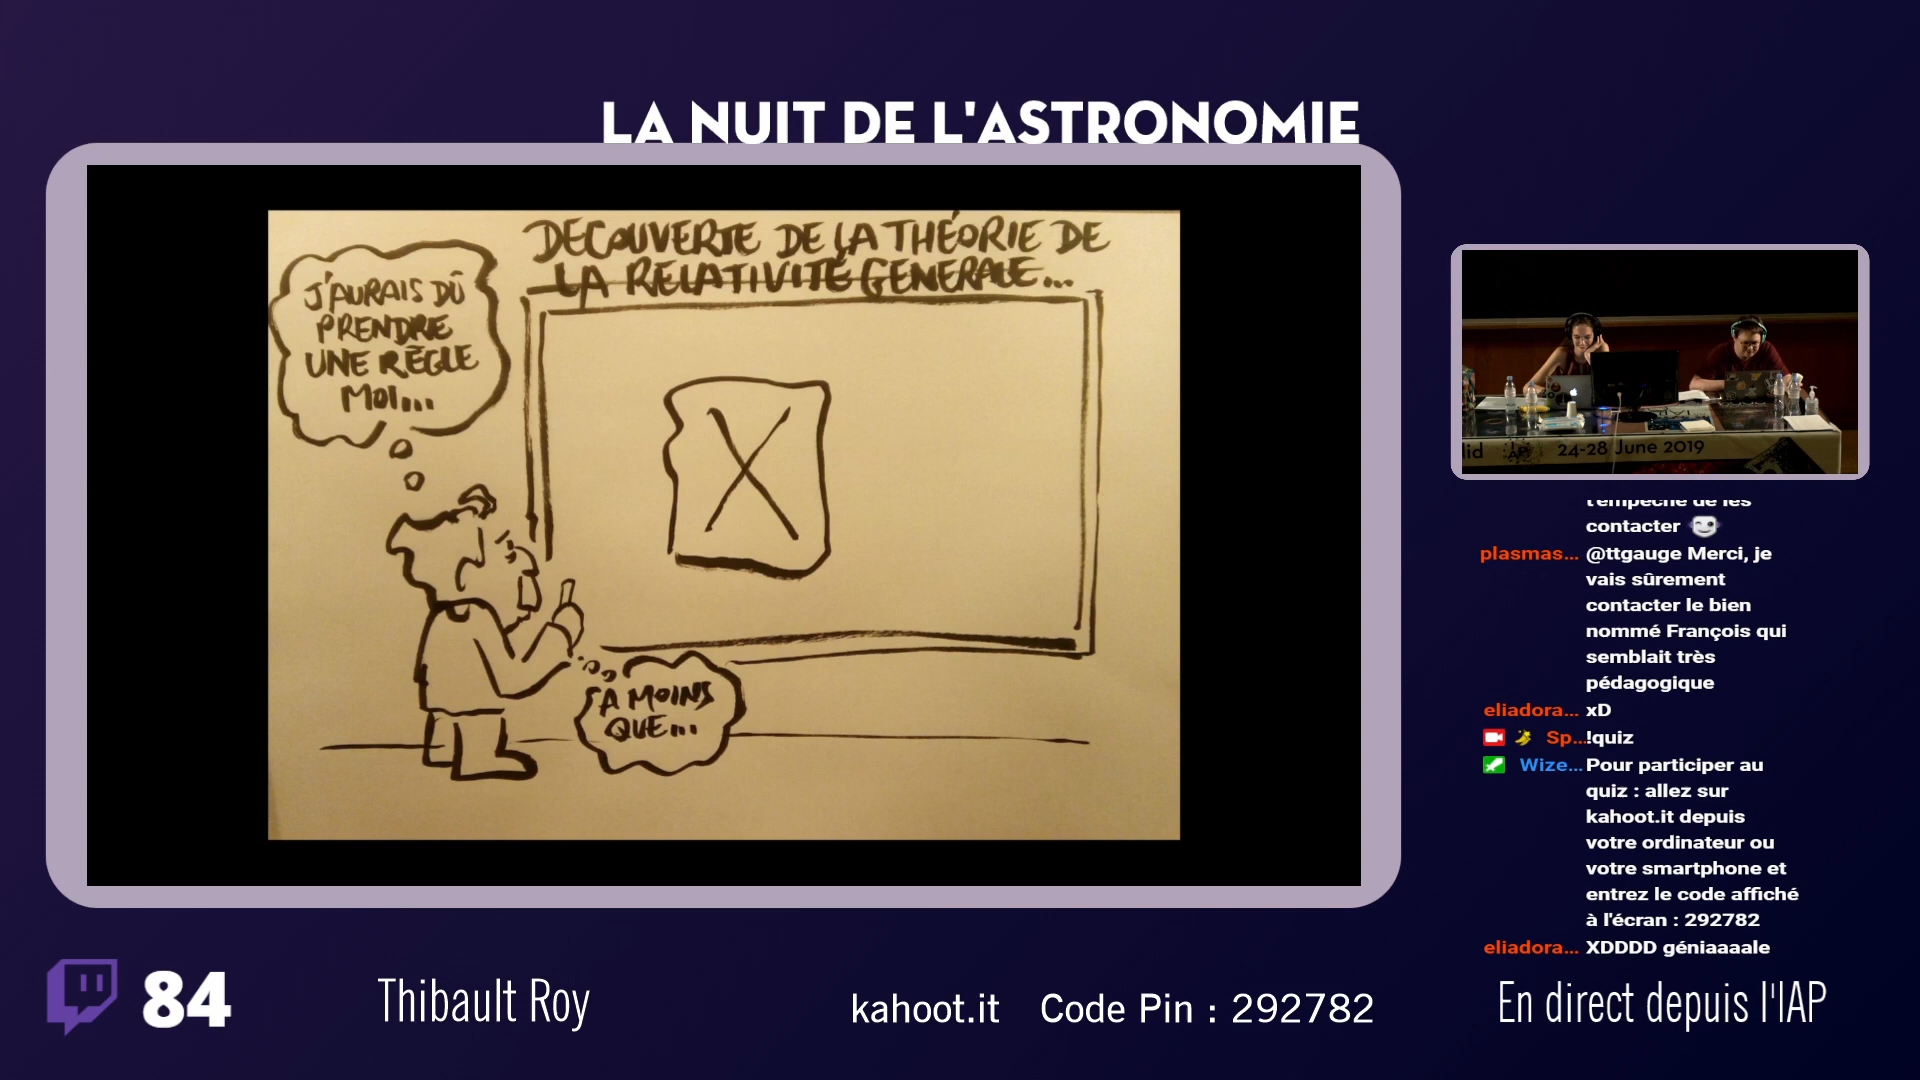 LA NUIT DE L'ASTRONOMIE
DECOUVERTE DE LA THÉORIE DE
LA RELATIVITÉ GENERALE...
J'AURAIS DÛ
PRENDRE
UNE RÈGLE
MOI...
A MOINS
QUE...
24-28 June 2019
t'empêche de les
contacter
plasmas... @ttgauge Merci, je
vais sûrement
contacter le bien
nommé François qui
semblait très
pédagogique
eliadora... xD
Sp... !quiz
Wize... Pour participer au
quiz : allez sur
kahoot.it depuis
votre ordinateur ou
votre smartphone et
entrez le code affiché
à l'écran : 292782
eliadora... XDDDD géniaaaale
84
Thibault Roy
kahoot.it Code Pin : 292782
En direct depuis l'IAP